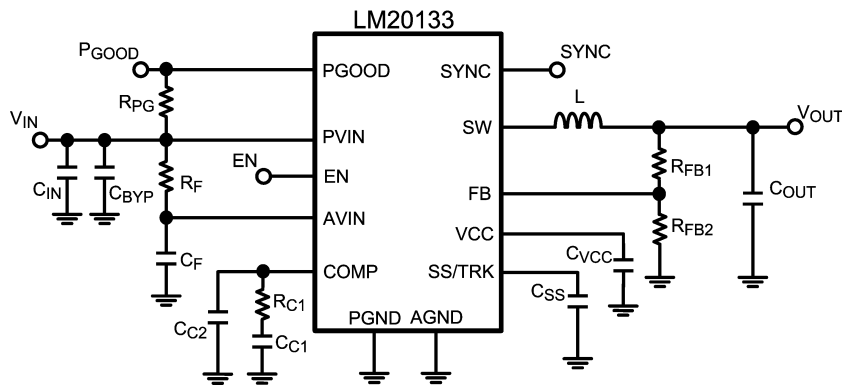 LM20133
PGOOD
PGOOD
SYNC
SYNC
RPG
L
VIN
PVIN
SW
VOUT
EN
EN
RF
RFB1
CIN
CBYP
FB
COUT
AVIN
RFB2
VCC
CF
CVCC
COMP
SS/TRK
RC1
CSS
CC2
CC1
PGND
AGND